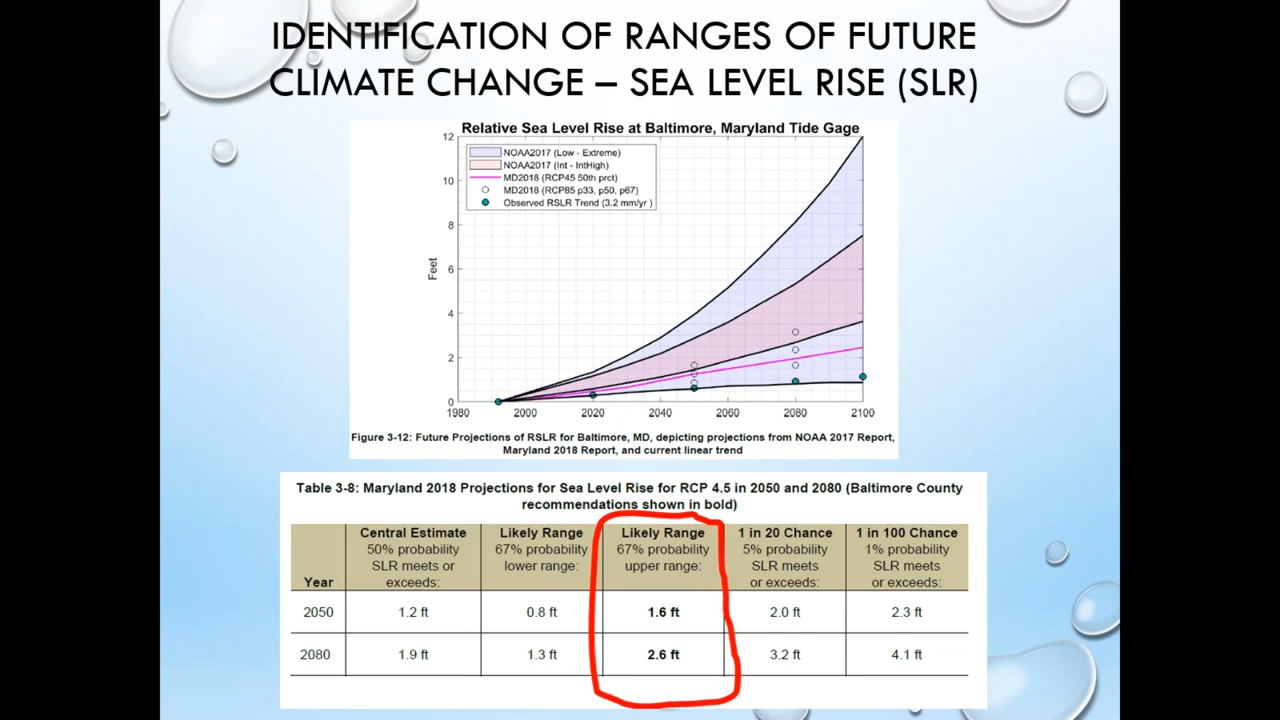 IDENTIFICATION OF RANGES OF FUTURE
CLIMATE CHANGE – SEA LEVEL RISE (SLR)
Relative Sea Level Rise at Baltimore, Maryland Tide Gage
NOAA2017 (Low - Extreme)
NOAA2017 (Int - IntHigh)
MD2018 (RCP45 50th prct)
MD2018 (RCP85 p33, p50, p67)
Observed RSLR Trend (3.2 mm/yr )
Feet
12
10
8
6
4
2
0
1980 2000 2020 2040 2060 2080 2100
Figure 3-12: Future Projections of RSLR for Baltimore, MD, depicting projections from NOAA 2017 Report,
Maryland 2018 Report, and current linear trend
Table 3-8: Maryland 2018 Projections for Sea Level Rise for RCP 4.5 in 2050 and 2080 (Baltimore County
recommendations shown in bold)
Year
Central Estimate
50% probability
SLR meets or
exceeds:
Likely Range
67% probability
lower range:
Likely Range
67% probability
upper range:
1 in 20 Chance
5% probability
SLR meets
or exceeds:
1 in 100 Chance
1% probability
SLR meets
or exceeds:
2050 1.2 ft 0.8 ft 1.6 ft 2.0 ft 2.3 ft
2080 1.9 ft 1.3 ft 2.6 ft 3.2 ft 4.1 ft